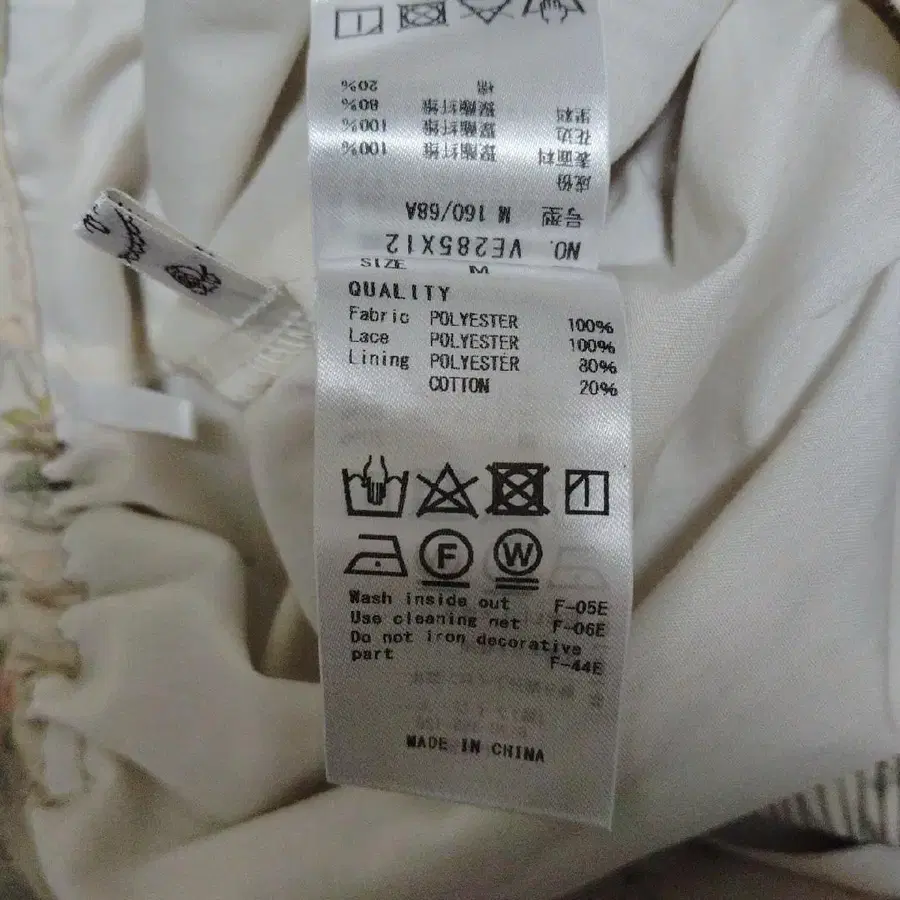 20% 棉
80% 聚酯纤维 里料
100% 聚酯纤维 花边
100% 聚酯纤维 表面料
成份
号型 M 160/68A
NO. VE285X12
SIZE M
QUALITY
Fabric POLYESTER 100%
Lace POLYESTER 100%
Lining POLYESTER 80%
COTTON 20%
F W
Wash inside out F-05E
Use cleaning net F-06E
Do not iron decorative
part F-44E
MADE IN CHINA